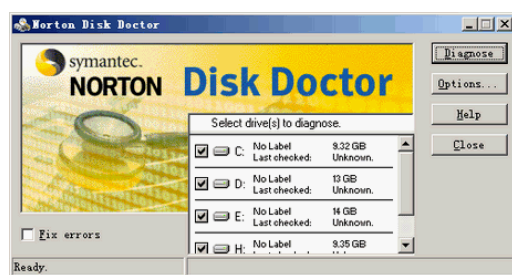 Norton Disk Doctor
symantec.
NORTON Disk Doctor
Select drive(s) to diagnose.
C: No Label 9.32 GB
Last checked: Unknown.
D: No Label 13 GB
Last checked: Unknown.
E: No Label 14 GB
Last checked: Unknown.
H: No Label 9.35 GB
Fix errors
Diagnose
Options...
Help
Close
Ready.